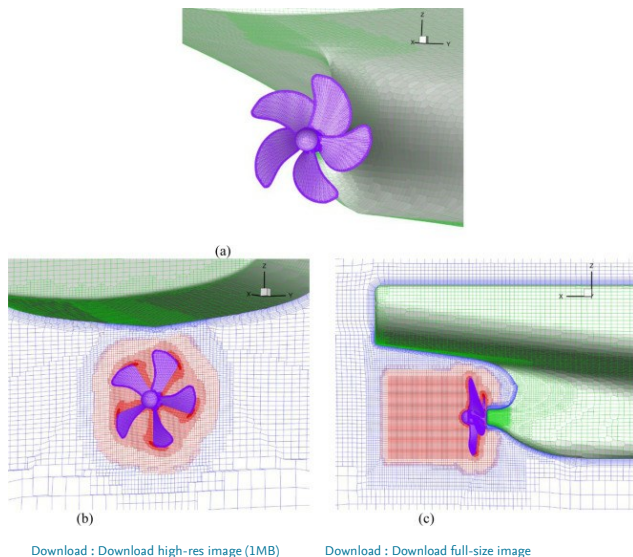 Z
X Y
(a)
Z
X Y
Z
X Y
(b) (c)
Download : Download high-res image (1MB) Download : Download full-size image